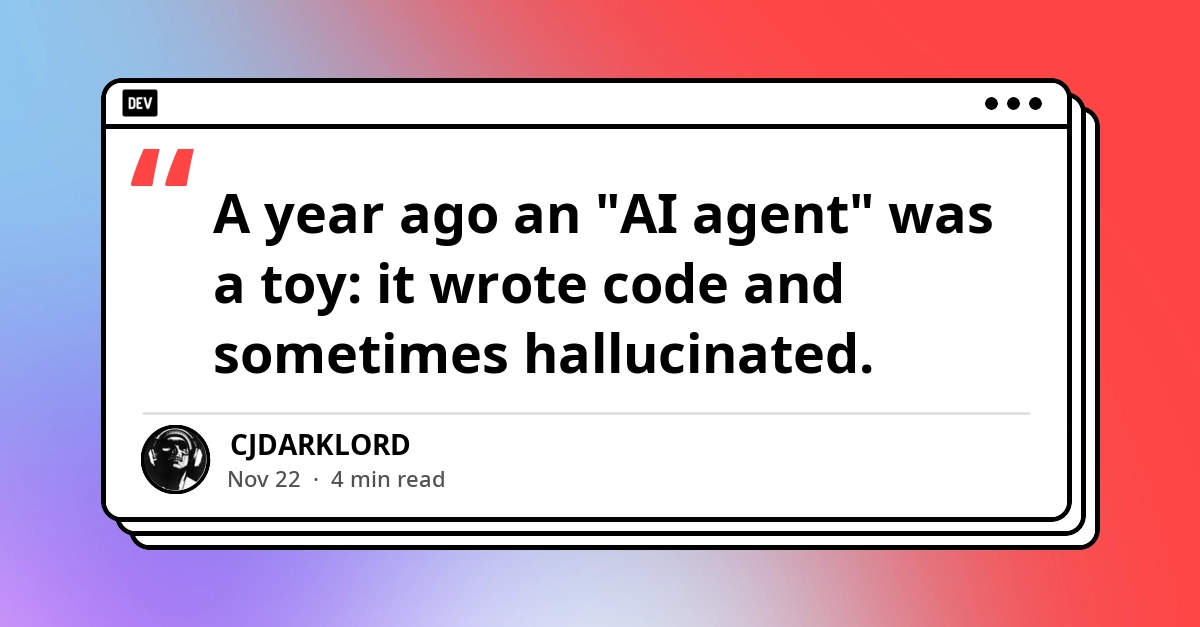 DEV
A year ago an "AI agent" was
a toy: it wrote code and
sometimes hallucinated.
CJDARKLORD
Nov 22 · 4 min read